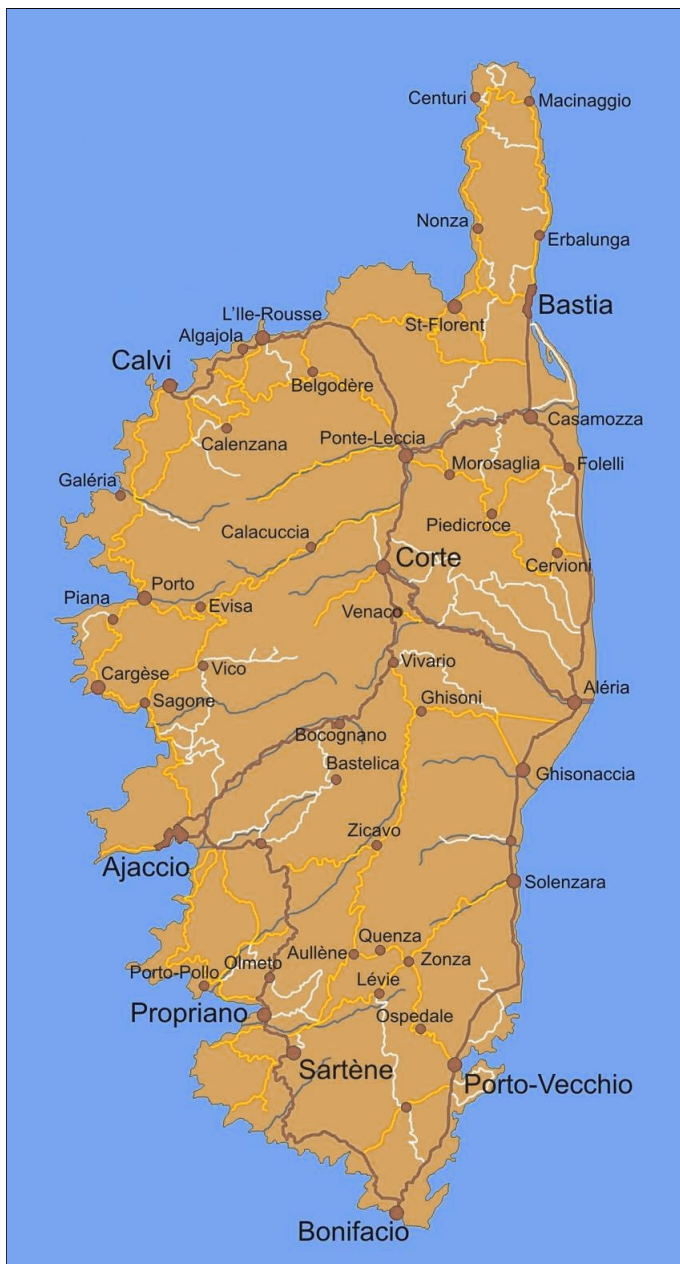 Centuri
Macinaggio
Nonza
Erbalunga
Bastia
L'Ile-Rousse
St-Florent
Algajola
Calvi
Belgodère
Casamozza
Calenzana
Ponte-Leccia
Morosaglia
Folelli
Galéria
Piedicroce
Calacuccia
Corte
Cervioni
Porto
Piana
Evisa
Venaco
Vivario
Vico
Cargèse
Aléria
Sagone
Ghisoni
Bocognano
Bastelica
Ghisonaccia
Zicavo
Ajaccio
Solenzara
Quenza
Aullène
Zonza
Olmeto
Porto-Pollo
Lévie
Propriano
Ospedale
Sartène
Porto-Vecchio
Bonifacio